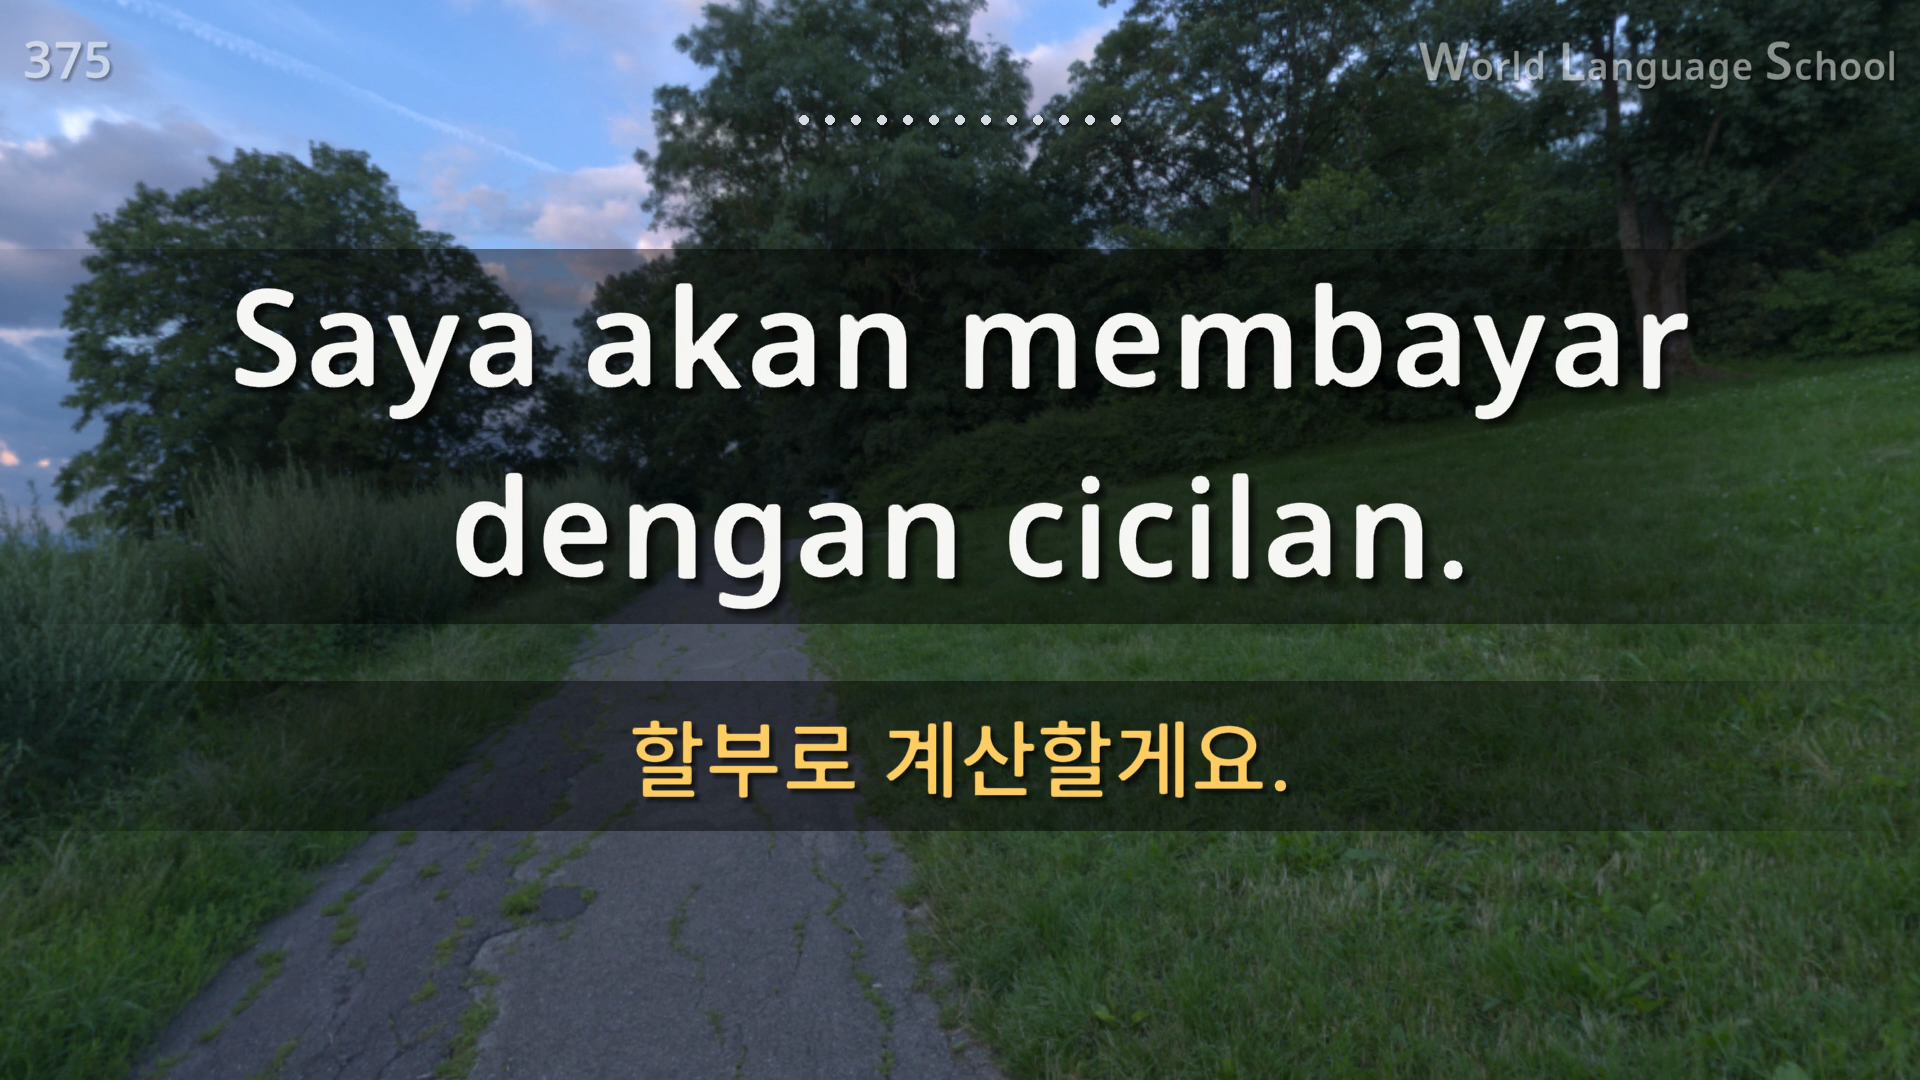 375
World Language School
Saya akan membayar
dengan cicilan.
할부로 계산할게요.